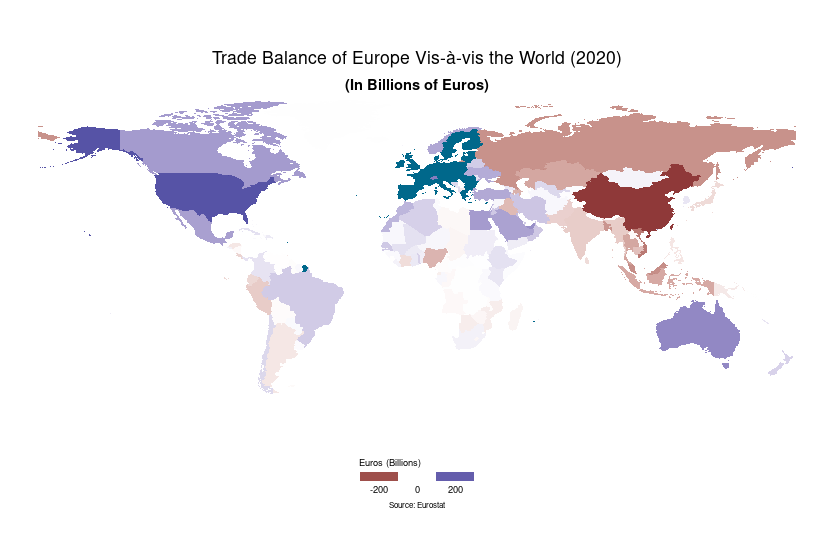 Trade Balance of Europe Vis-à-vis the World (2020)
(In Billions of Euros)
Euros (Billions)
-200 0 200
Source: Eurostat